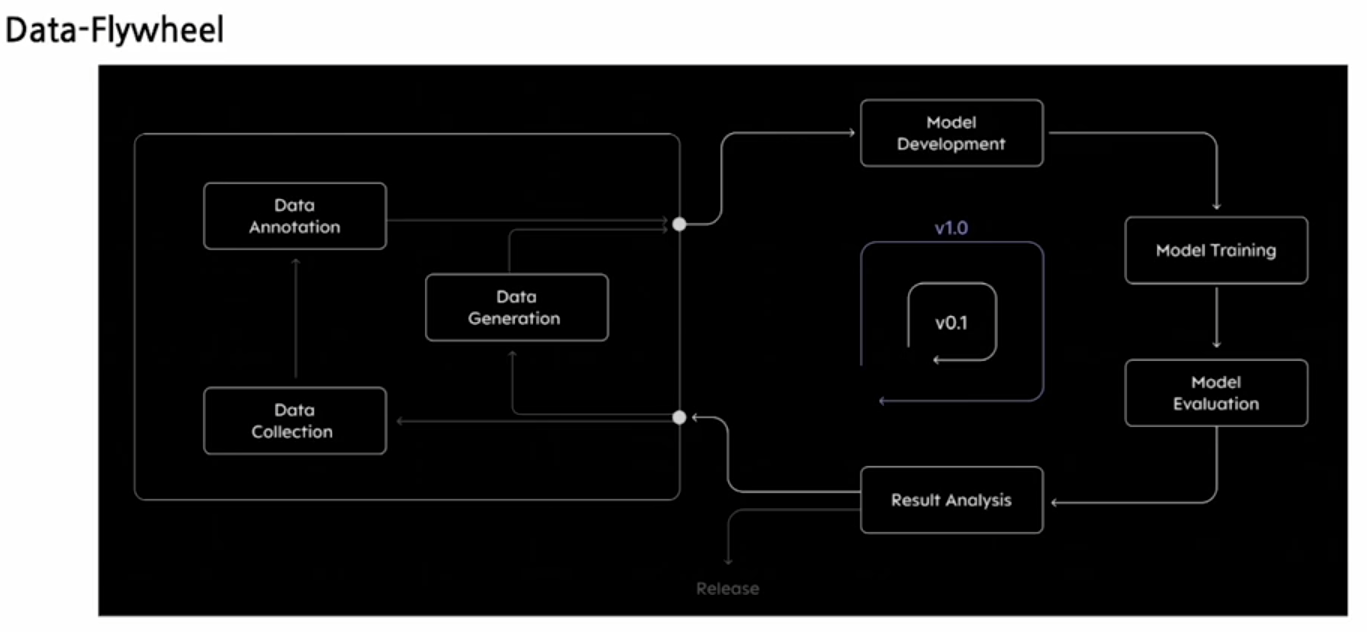 Data-Flywheel
Model
Development
Data
Annotation
v1.0
Model Training
Data
Generation
v0.1
Model
Evaluation
Data
Collection
Result Analysis
Release